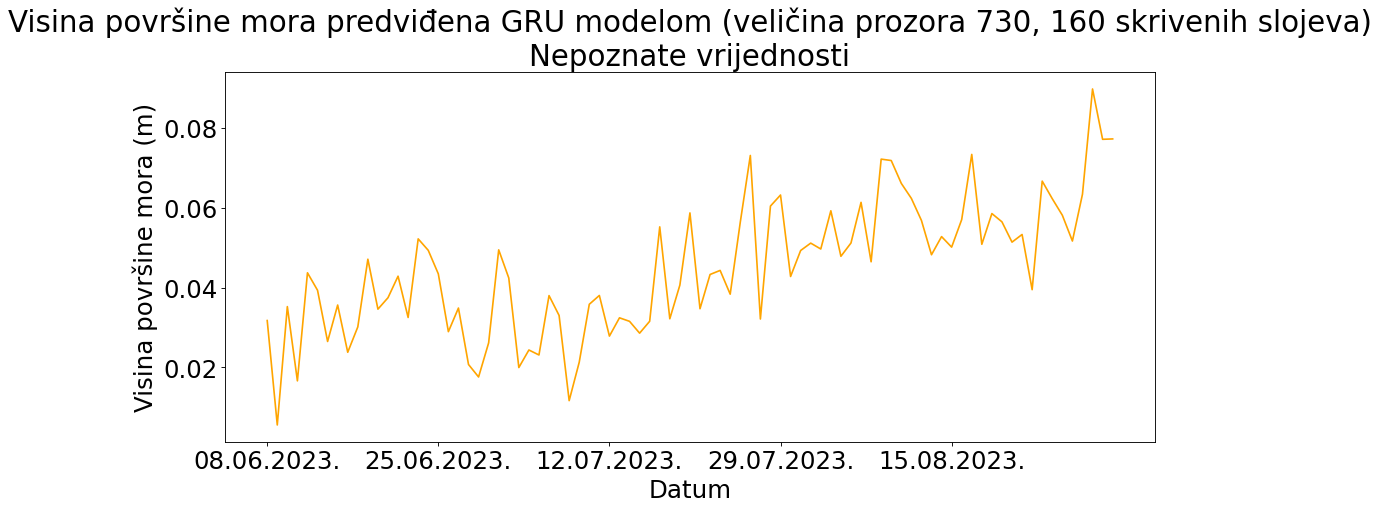 Visina površine mora predviđena GRU modelom (veličina prozora 730, 160 skrivenih slojeva)
Nepoznate vrijednosti
Visina površine mora (m)
0.08
0.06
0.04
0.02
08.06.2023. 25.06.2023. 12.07.2023. 29.07.2023. 15.08.2023.
Datum